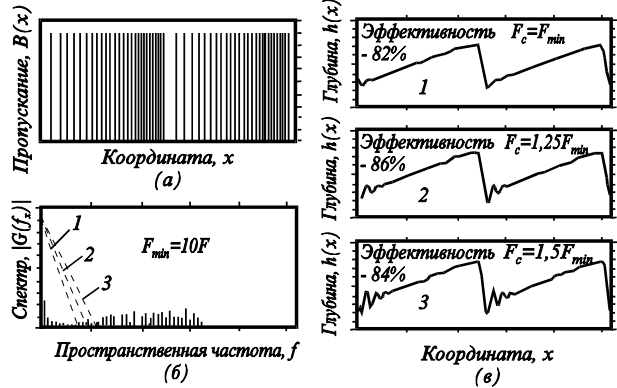 Пропускание, B(x)
Координата, x
(а)
Спектр, |G(fₓ)|
1
2
3
Fmin=10F
Пространственная частота, f
(б)
Глубина, h(x)
Эффективность Fc=Fmin
- 82%
1
Глубина, h(x)
Эффективность Fc=1,25Fmin
- 86%
2
Глубина, h(x)
Эффективность Fc=1,5Fmin
- 84%
3
Координата, x
(в)